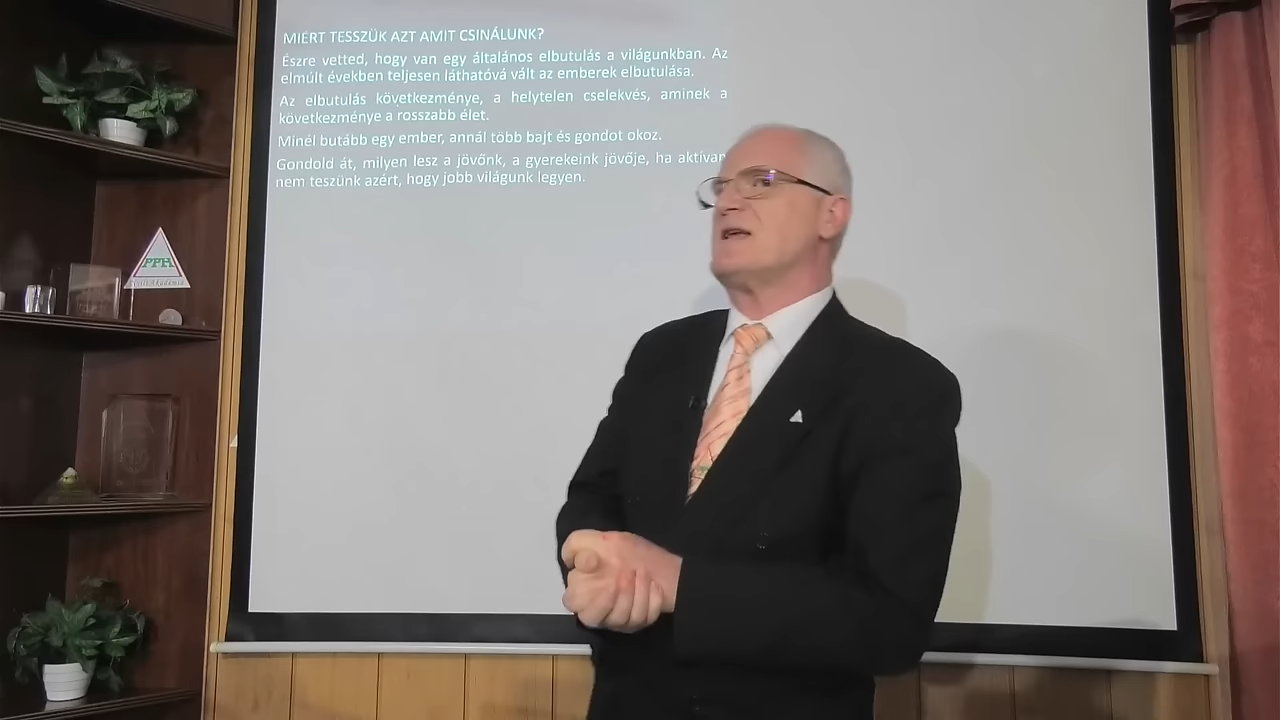 MIÉRT TESSZÜK AZT AMIT CSINÁLUNK?
Észre vetted, hogy van egy általános elbutulás a világunkban. Az
elmúlt években teljesen láthatóvá vált az emberek elbutulása.
Az elbutulás következménye, a helytelen cselekvés, aminek a
következménye a rosszabb élet.
Minél butább egy ember, annál több bajt és gondot okoz.
Gondold át, milyen lesz a jövőnk, a gyerekeink jövője, ha aktívan
nem teszünk azért, hogy jobb világunk legyen.
PPH